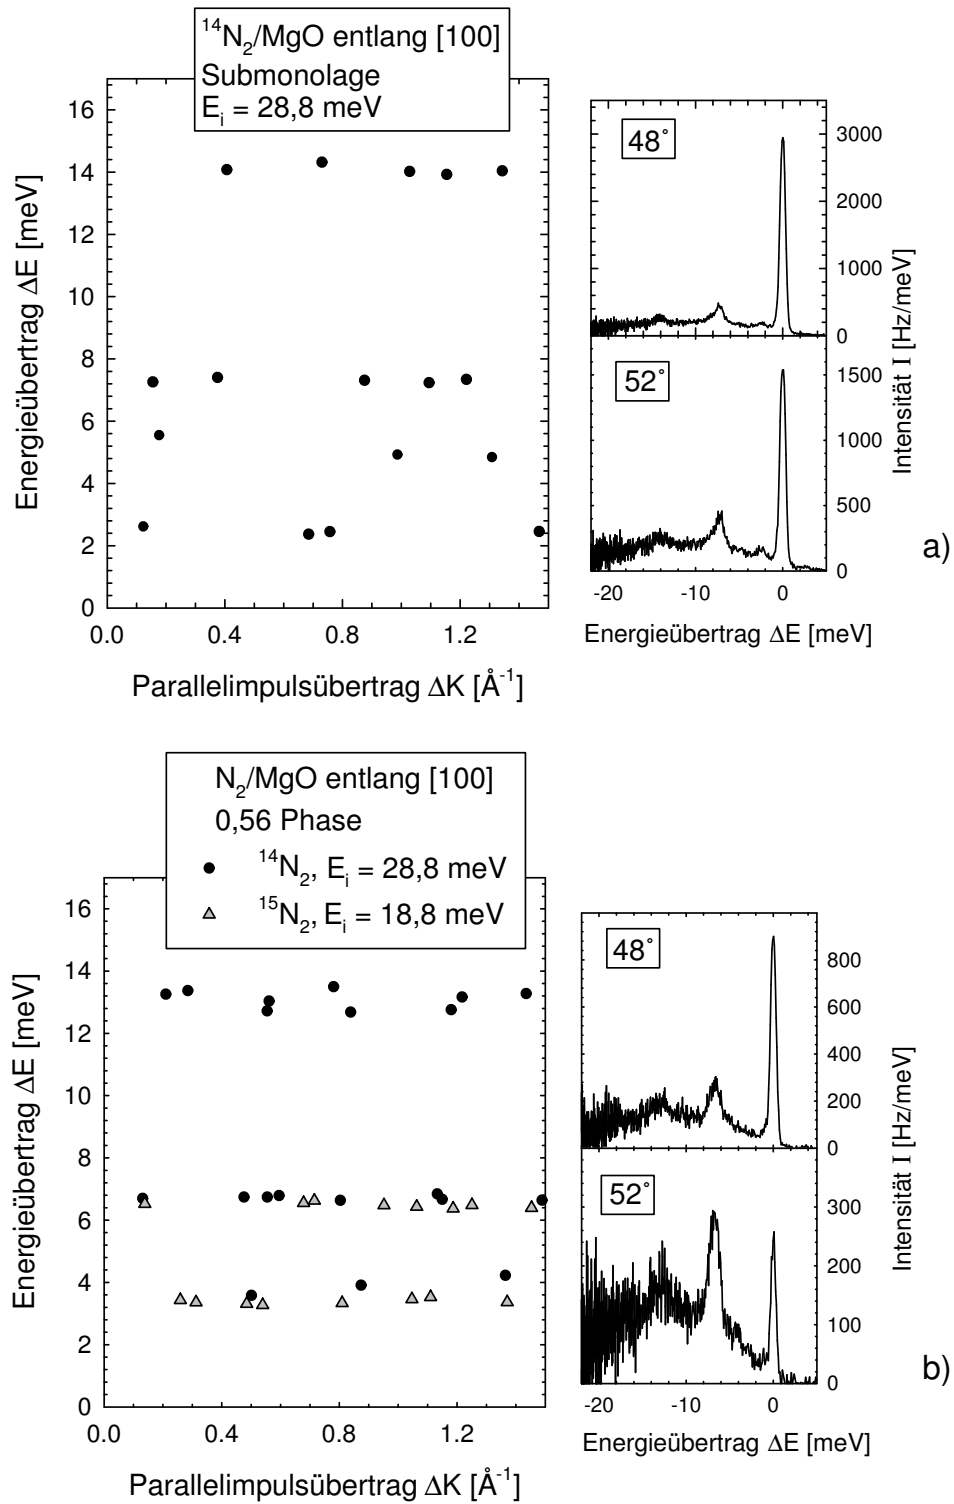 ¹⁴N₂/MgO entlang [100]
Submonolage
Eᵢ = 28,8 meV
16
14
12
10
8
6
4
2
0
0.0 0.4 0.8 1.2
Energieübertrag ΔE [meV]
Parallelimpulsübertrag ΔK [Å⁻¹]
48°
3000
2000
1000
0
52°
1500
1000
500
0
-20 -10 0
Intensität I [Hz/meV]
Energieübertrag ΔE [meV]
a)
N₂/MgO entlang [100]
0,56 Phase
¹⁴N₂, Eᵢ = 28,8 meV
¹⁵N₂, Eᵢ = 18,8 meV
16
14
12
10
8
6
4
2
0
0.0 0.4 0.8 1.2
Energieübertrag ΔE [meV]
Parallelimpulsübertrag ΔK [Å⁻¹]
48°
800
600
400
200
0
52°
300
200
100
0
-20 -10 0
Intensität I [Hz/meV]
Energieübertrag ΔE [meV]
b)